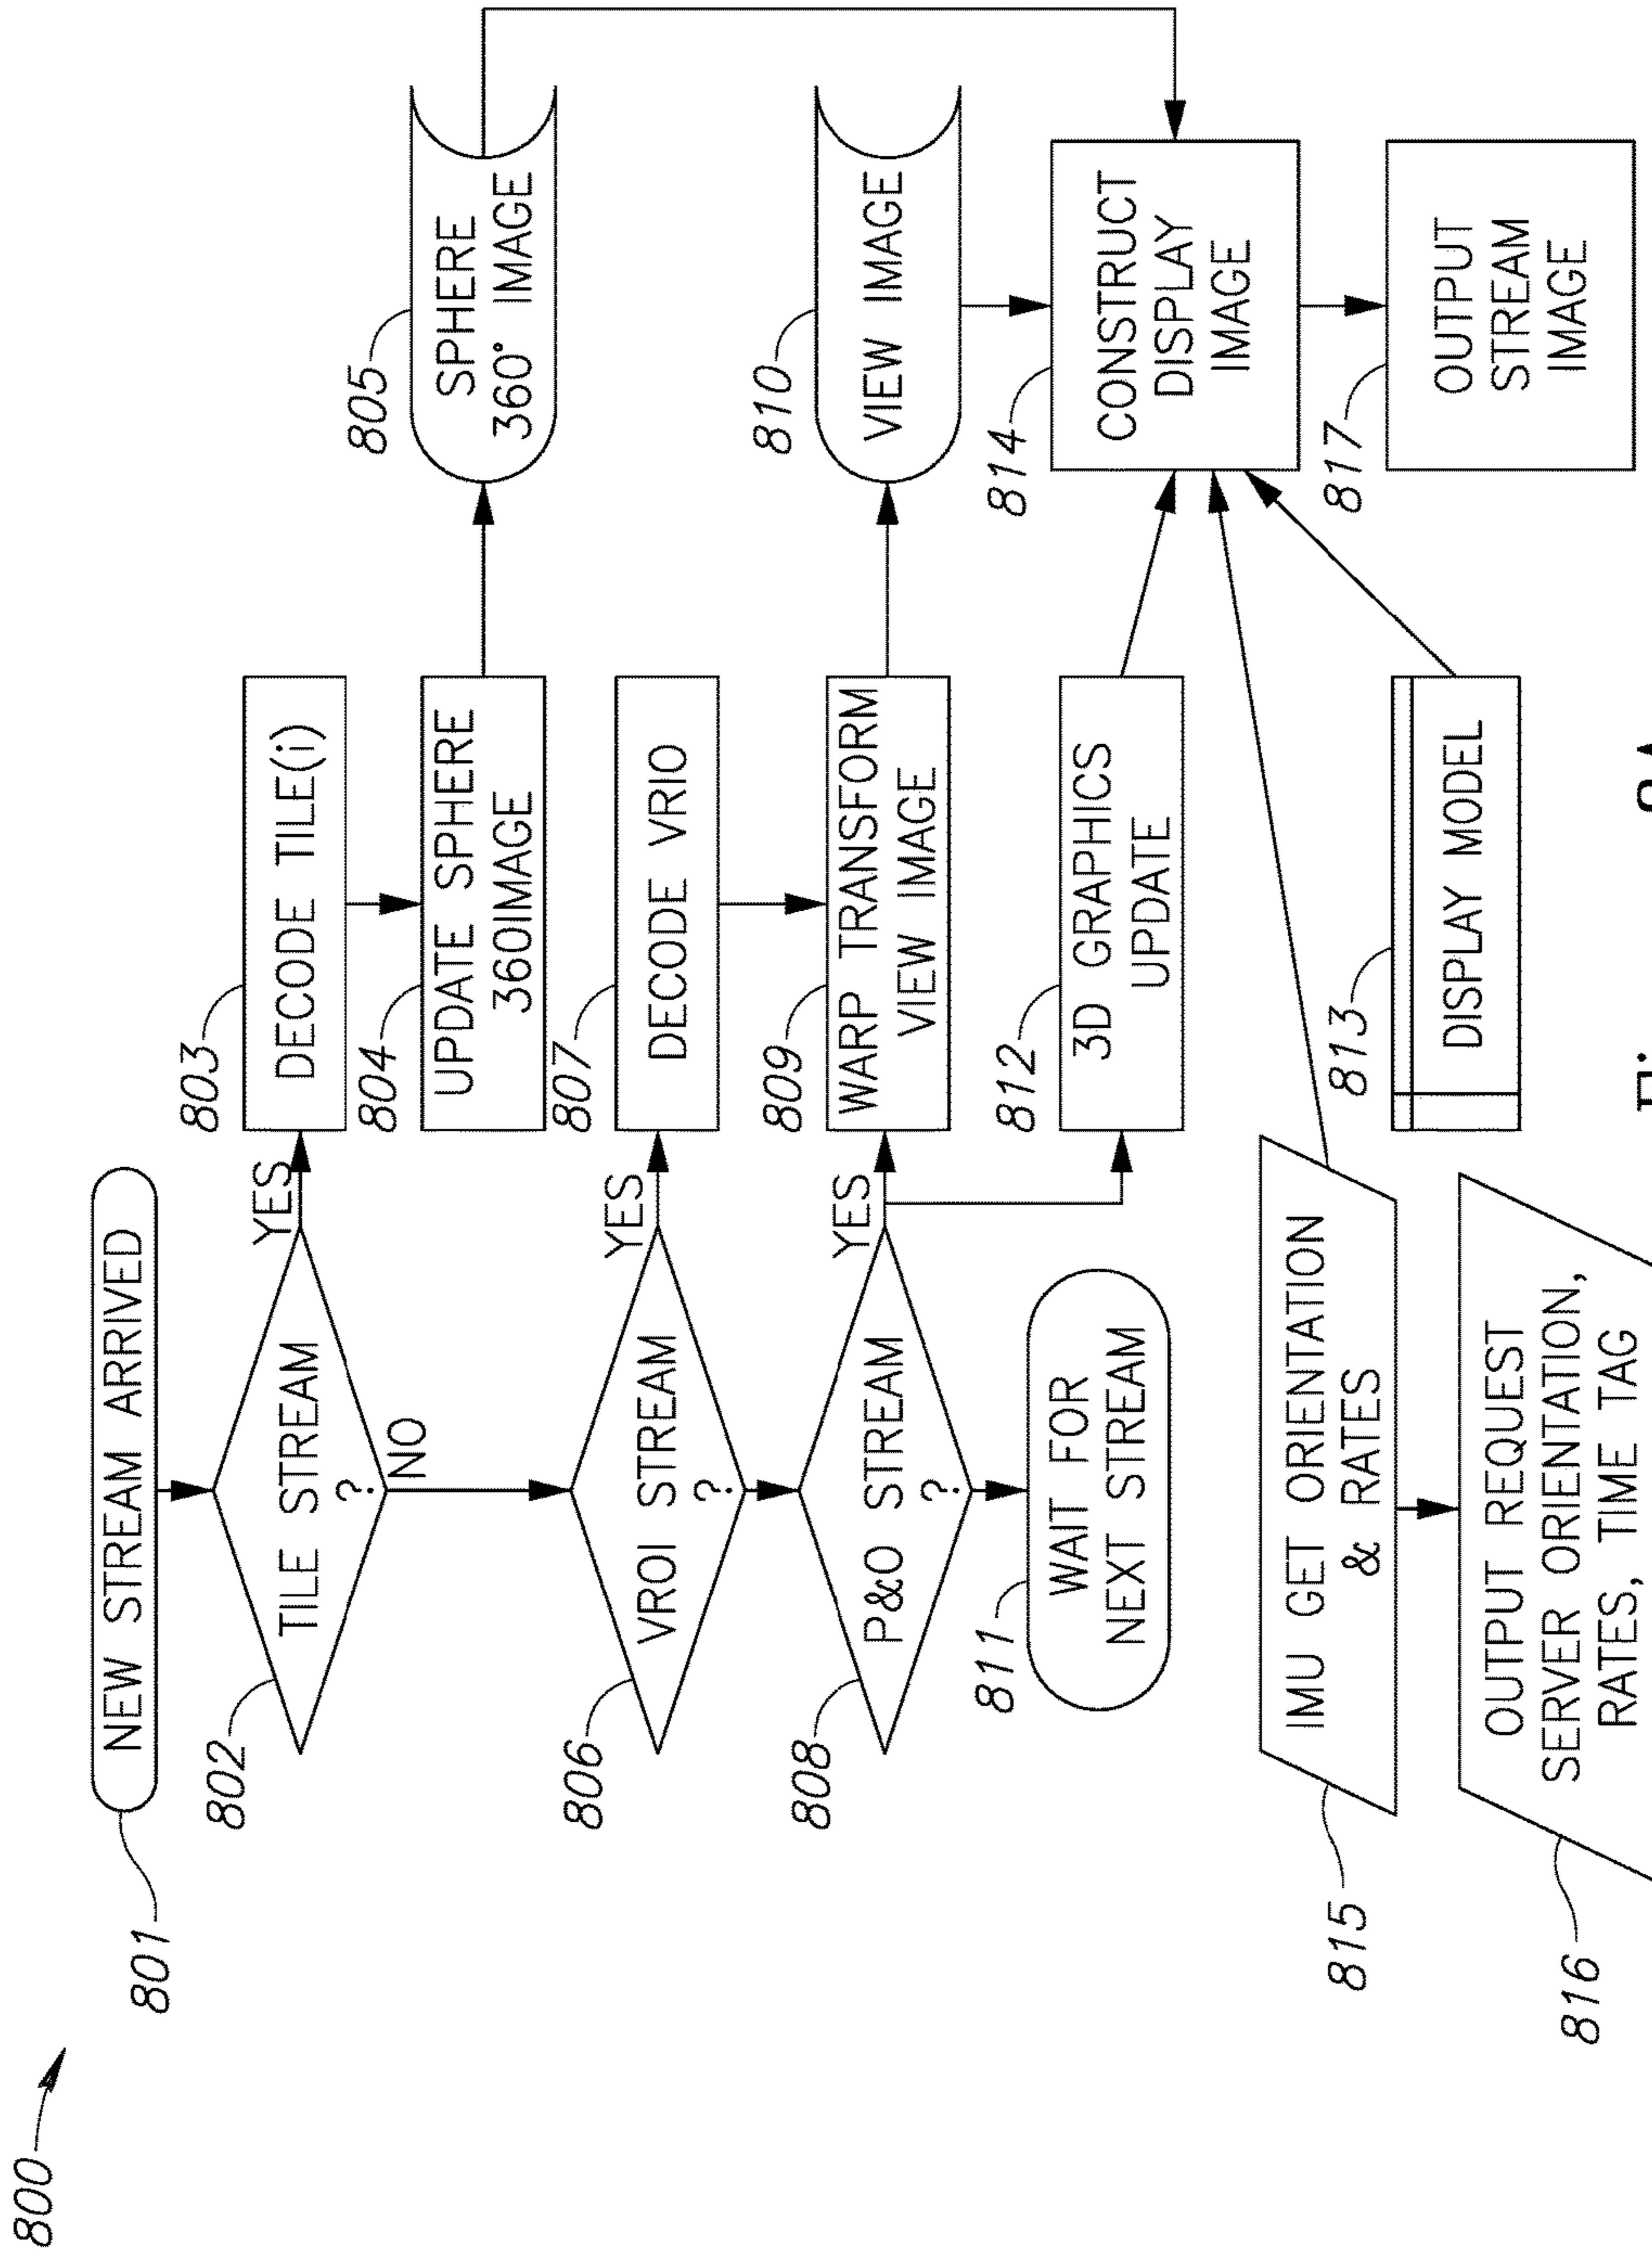 800
801
NEW STREAM ARRIVED
802
TILE STREAM
?
YES
NO
803
DECODE TILE(i)
804
UPDATE SPHERE
360IMAGE
805
SPHERE
360° IMAGE
806
VROI STREAM
?
YES
807
DECODE VRIO
808
P&O STREAM
?
YES
809
WARP TRANSFORM
VIEW IMAGE
810
VIEW IMAGE
811
WAIT FOR
NEXT STREAM
812
3D GRAPHICS
UPDATE
814
CONSTRUCT
DISPLAY
IMAGE
815
IMU GET ORIENTATION
& RATES
813
DISPLAY MODEL
817
OUTPUT
STREAM
IMAGE
816
OUTPUT REQUEST
SERVER ORIENTATION,
RATES, TIME TAG